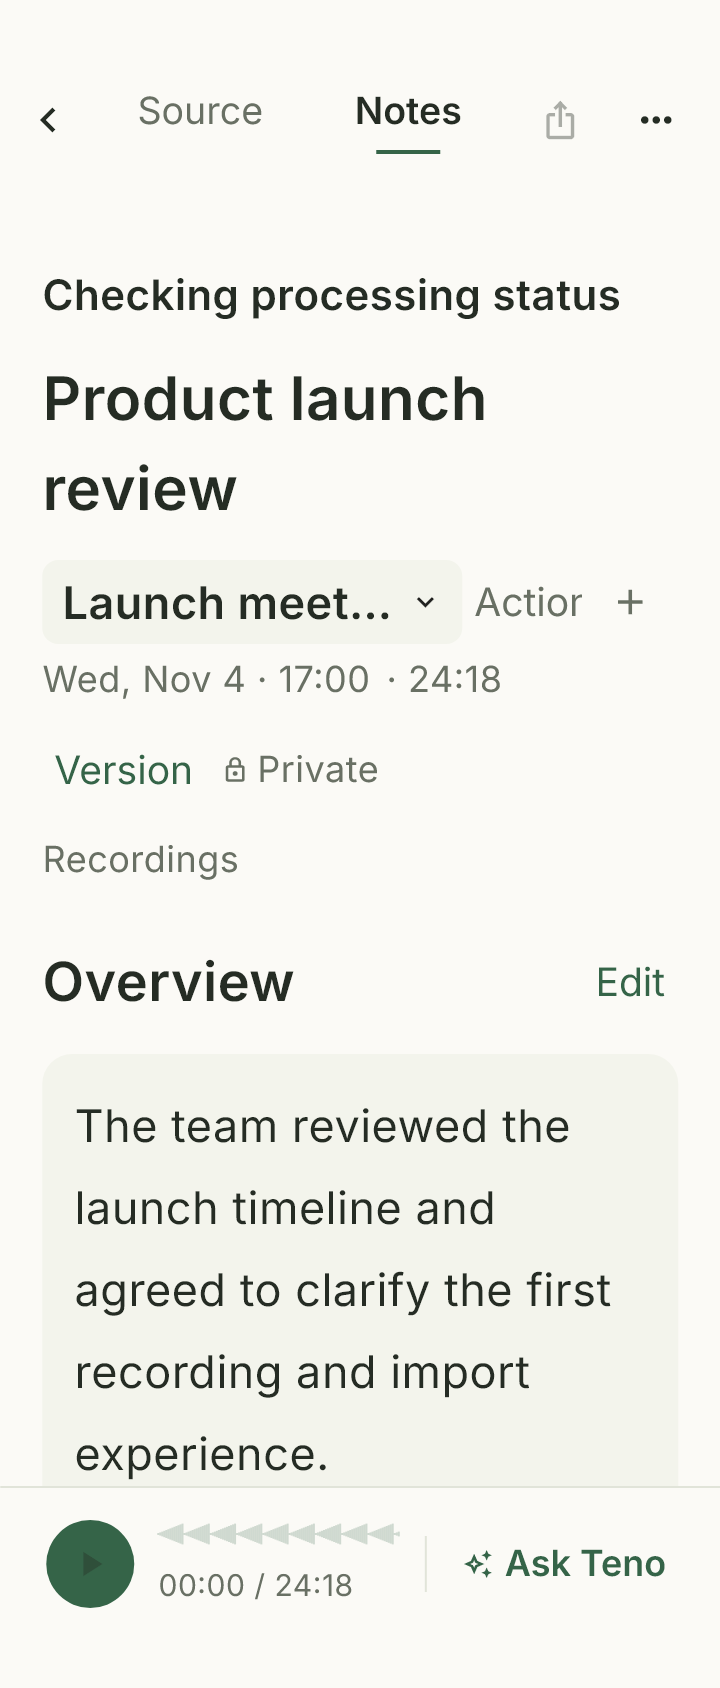 Source Notes
Checking processing status
Product launch
review
Launch meet... Actior
Wed, Nov 4 · 17:00 · 24:18
Version Private
Recordings
Overview Edit
The team reviewed the
launch timeline and
agreed to clarify the first
recording and import
experience.
00:00 / 24:18 Ask Teno